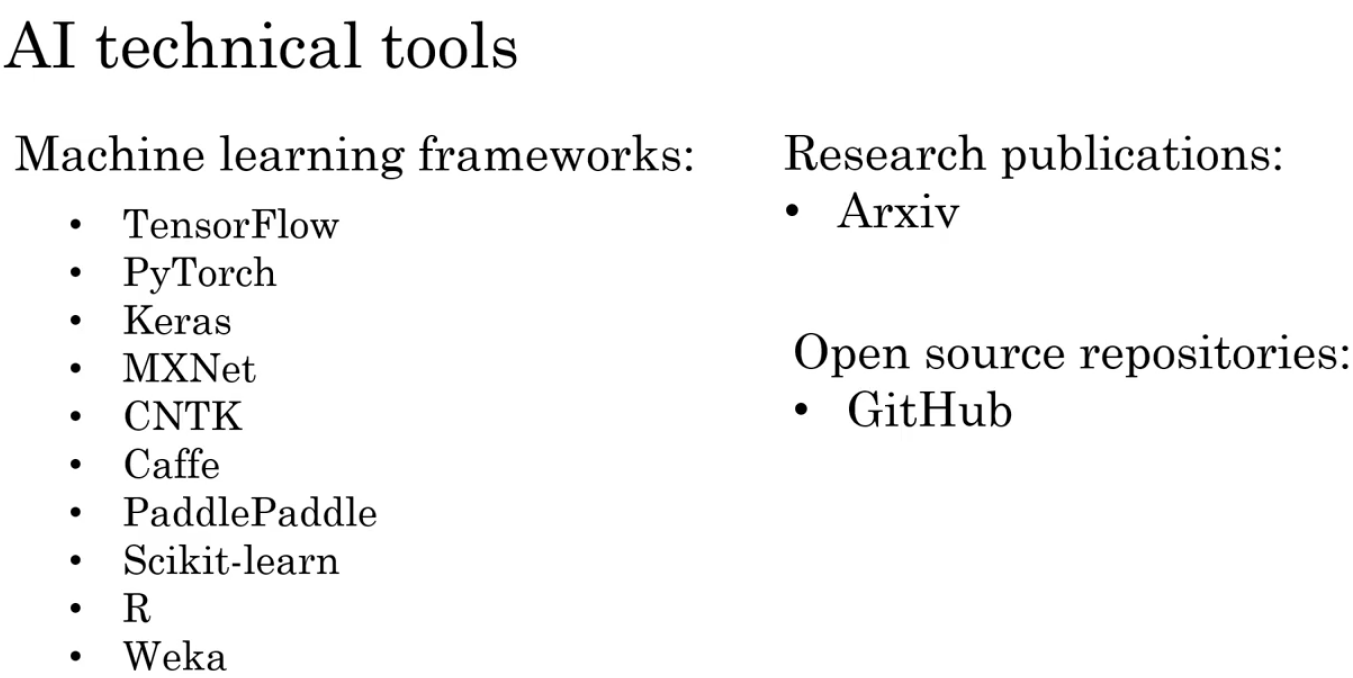 AI technical tools
Machine learning frameworks:
• TensorFlow
• PyTorch
• Keras
• MXNet
• CNTK
• Caffe
• PaddlePaddle
• Scikit-learn
• R
• Weka
Research publications:
• Arxiv
Open source repositories:
• GitHub